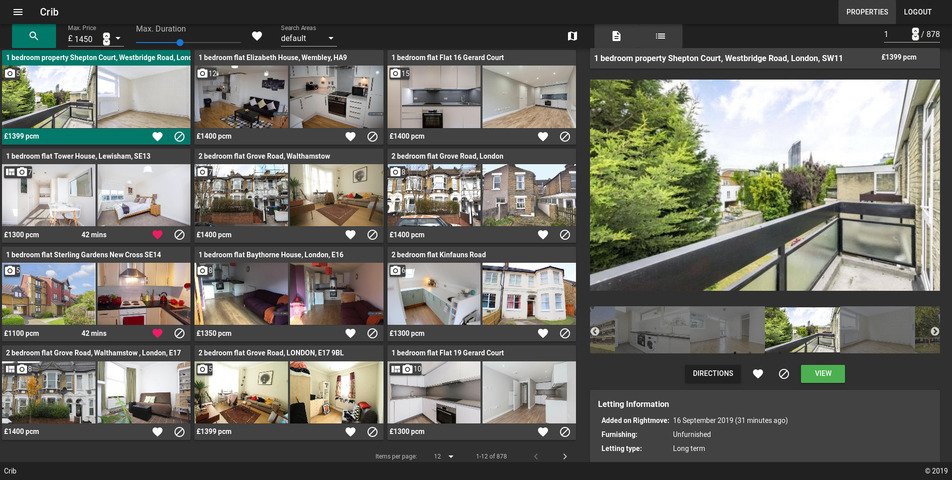 Crib
PROPERTIES LOGOUT
Max. Price
£ 1450
Max. Duration
Search Areas
default
1 / 878
1 bedroom property Shepton Court, Westbridge Road, Lond
1 bedroom flat Elizabeth House, Wembley, HA9
1 bedroom flat Flat 16 Gerard Court
5
12
15
£1399 pcm
£1400 pcm
£1400 pcm
1 bedroom flat Tower House, Lewisham, SE13
2 bedroom flat Grove Road, Walthamstow
2 bedroom flat Grove Road, London
7
8
£1300 pcm 42 mins
£1400 pcm
£1400 pcm
1 bedroom flat Sterling Gardens New Cross SE14
1 bedroom flat Baythorne House, London, E16
2 bedroom flat Kinfauns Road
5
8
6
£1100 pcm 42 mins
£1350 pcm
£1300 pcm
2 bedroom flat Grove Road, Walthamstow , London, E17
2 bedroom flat Grove Road, LONDON, E17 9BL
1 bedroom flat Flat 19 Gerard Court
8
5
10
£1400 pcm
£1399 pcm
£1300 pcm
Items per page: 12 1-12 of 878
1 bedroom property Shepton Court, Westbridge Road, London, SW11 £1399 pcm
DIRECTIONS VIEW
Letting Information
Added on Rightmove: 16 September 2019 (31 minutes ago)
Furnishing: Unfurnished
Letting type: Long term
Crib © 2019